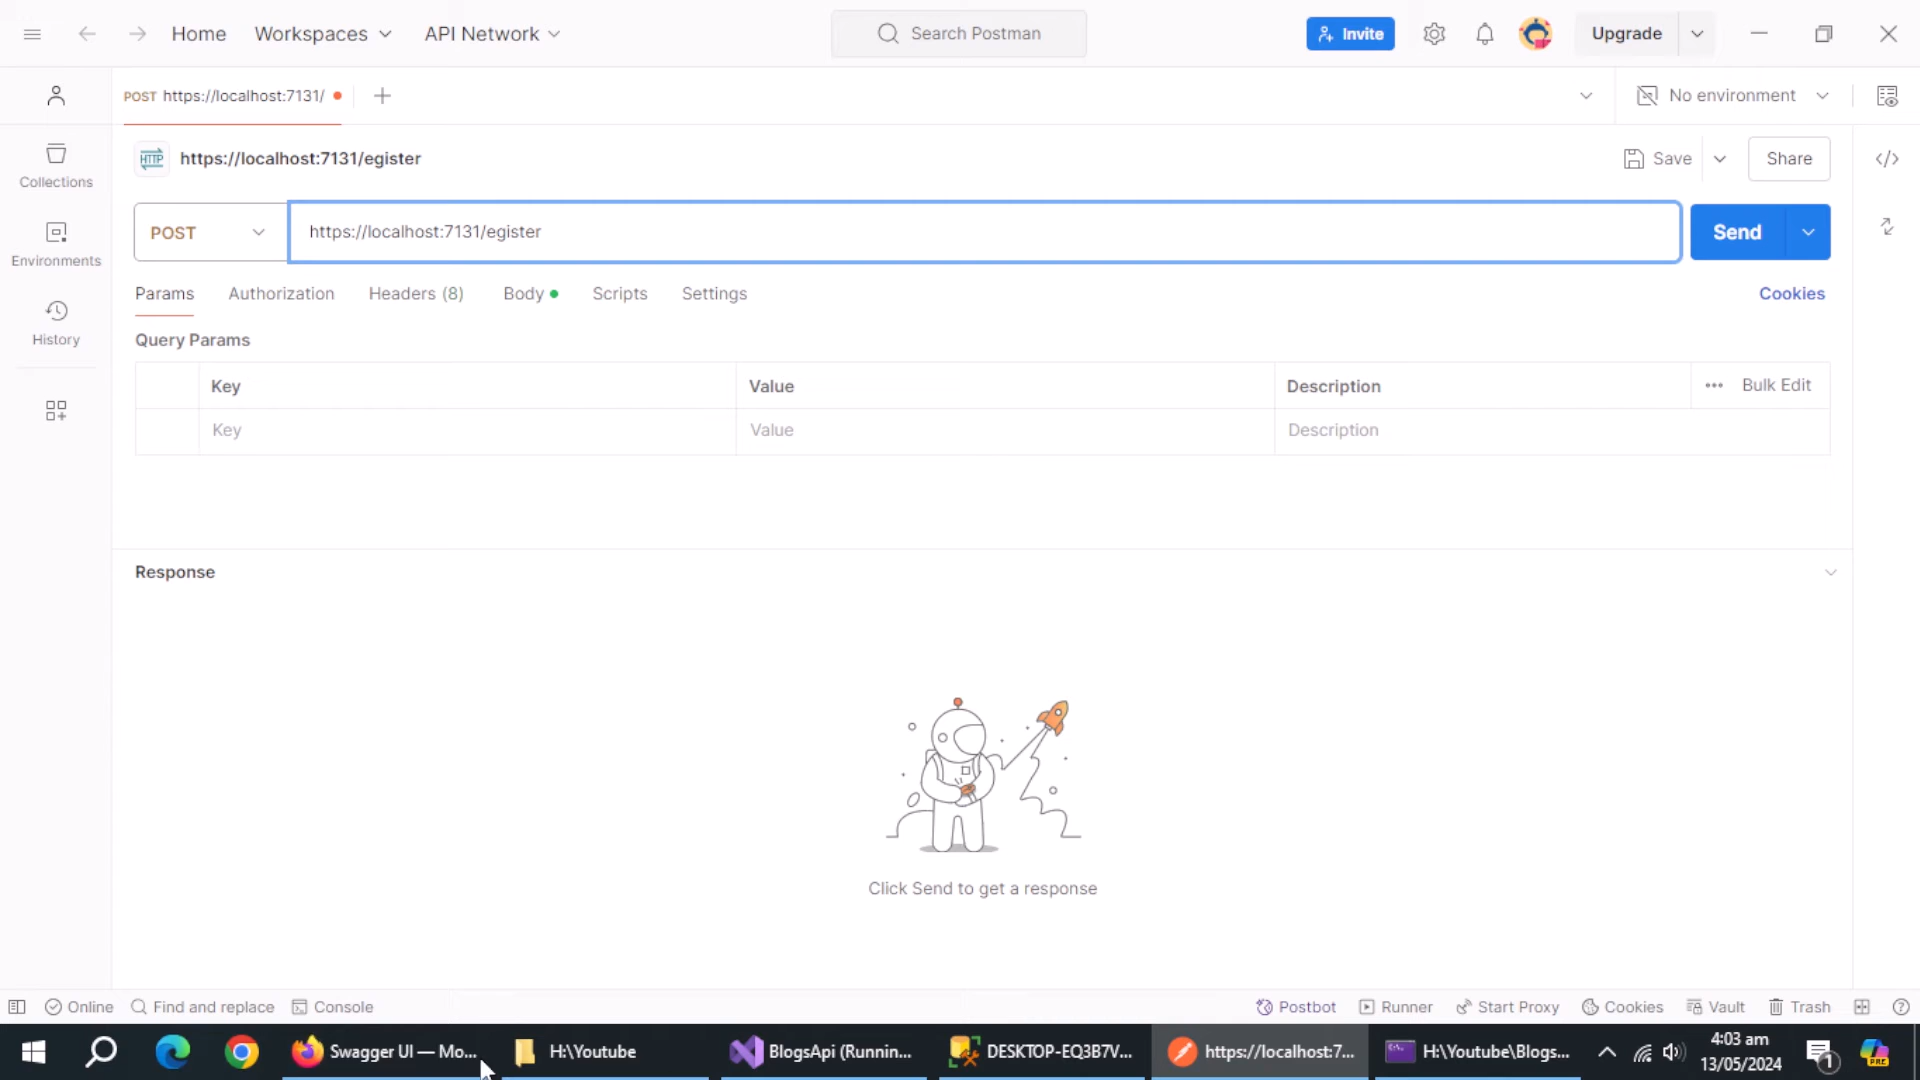 Home Workspaces API Network Search Postman Invite Upgrade
POST https://localhost:7131/ No environment
HTTP https://localhost:7131/egister Save Share
Collections
POST https://localhost:7131/egister Send
Environments
Params Authorization Headers (8) Body Scripts Settings Cookies
History
Query Params
Key Value Description ••• Bulk Edit
Key Value Description
Response
Click Send to get a response
Online Find and replace Console Postbot Runner Start Proxy Cookies Vault Trash
Swagger UI — Mo... H:\Youtube BlogsApi (Runnin... DESKTOP-EQ3B7V... https://localhost:7... H:\Youtube\Blogs... 4:03 am
13/05/2024 1 PRE